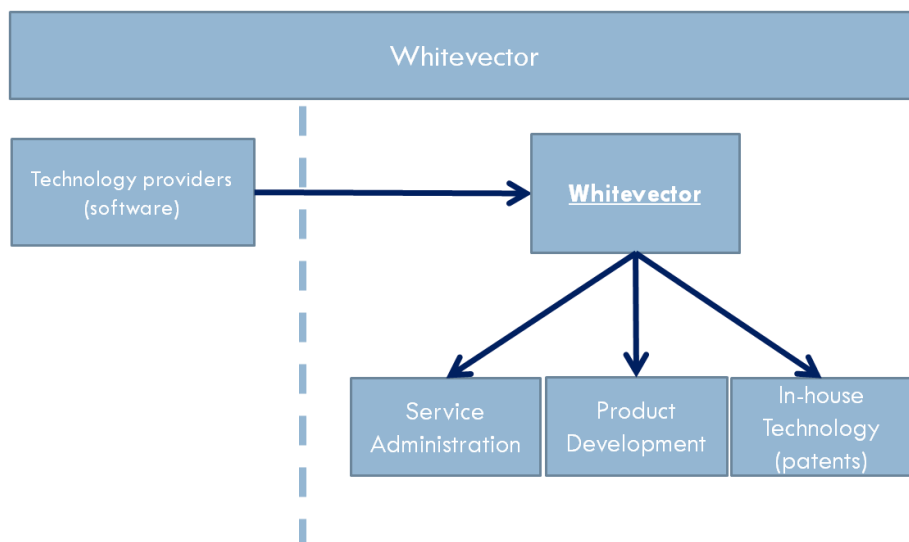 Whitevector
Technology providers
(software)
Whitevector
Service
Administration
Product
Development
In-house
Technology
(patents)